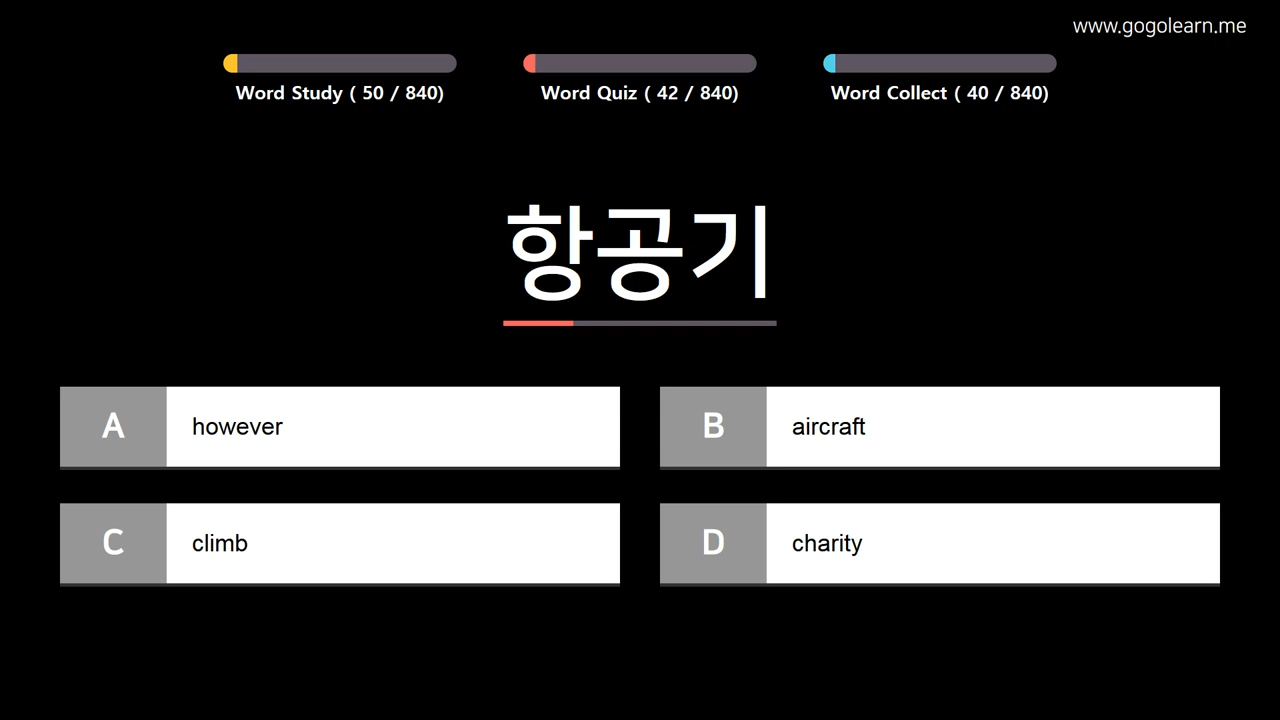 www.gogolearn.me
Word Study ( 50 / 840)
Word Quiz ( 42 / 840)
Word Collect ( 40 / 840)
항공기
A however
B aircraft
C climb
D charity